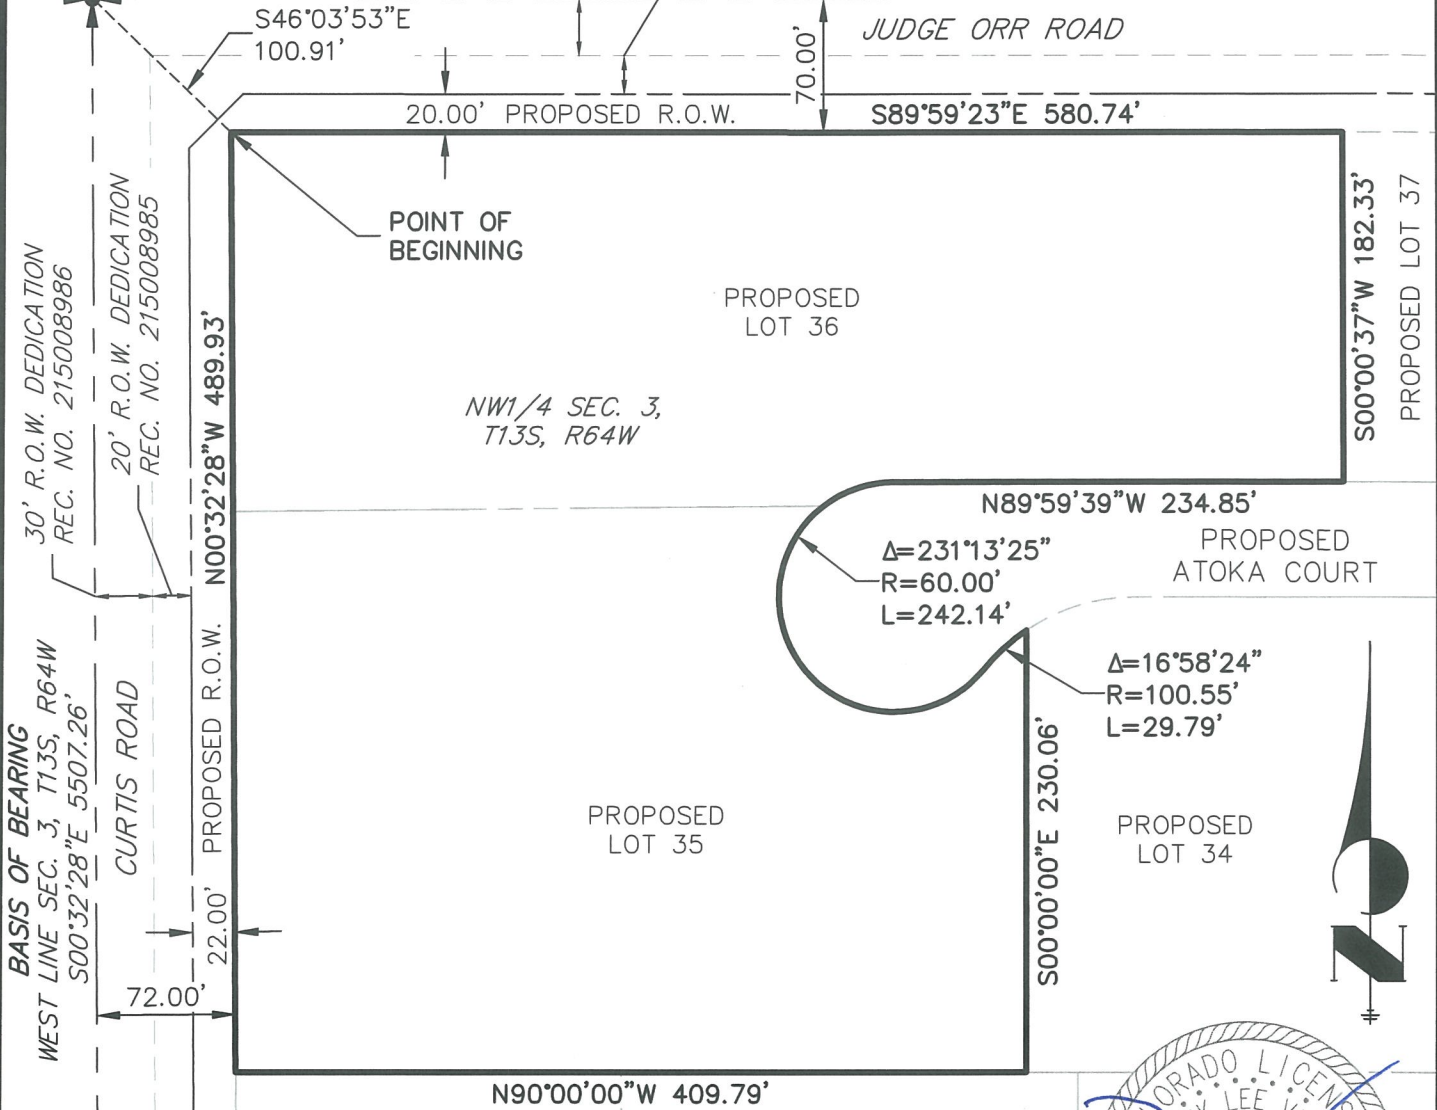 S46°03'53"E
100.91'
JUDGE ORR ROAD
70.00'
20.00' PROPOSED R.O.W.
S89°59'23"E 580.74'
POINT OF
BEGINNING
30' R.O.W. DEDICATION
REC. NO. 215008986
20' R.O.W. DEDICATION
REC. NO. 215008985
N00°32'28"W 489.93'
PROPOSED
LOT 36
S00°00'37"W 182.33'
PROPOSED LOT 37
NW1/4 SEC. 3,
T13S, R64W
N89°59'39"W 234.85'
PROPOSED
ATOKA COURT
Δ=231°13'25"
R=60.00'
L=242.14'
Δ=16°58'24"
R=100.55'
L=29.79'
BASIS OF BEARING
WEST LINE SEC. 3, T13S, R64W
S00°32'28"E 5507.26'
CURTIS ROAD
22.00' PROPOSED R.O.W.
PROPOSED
LOT 35
S00°00'00"E 230.06'
PROPOSED
LOT 34
N
72.00'
N90°00'00"W 409.79'
ORADO LICENS
LEE